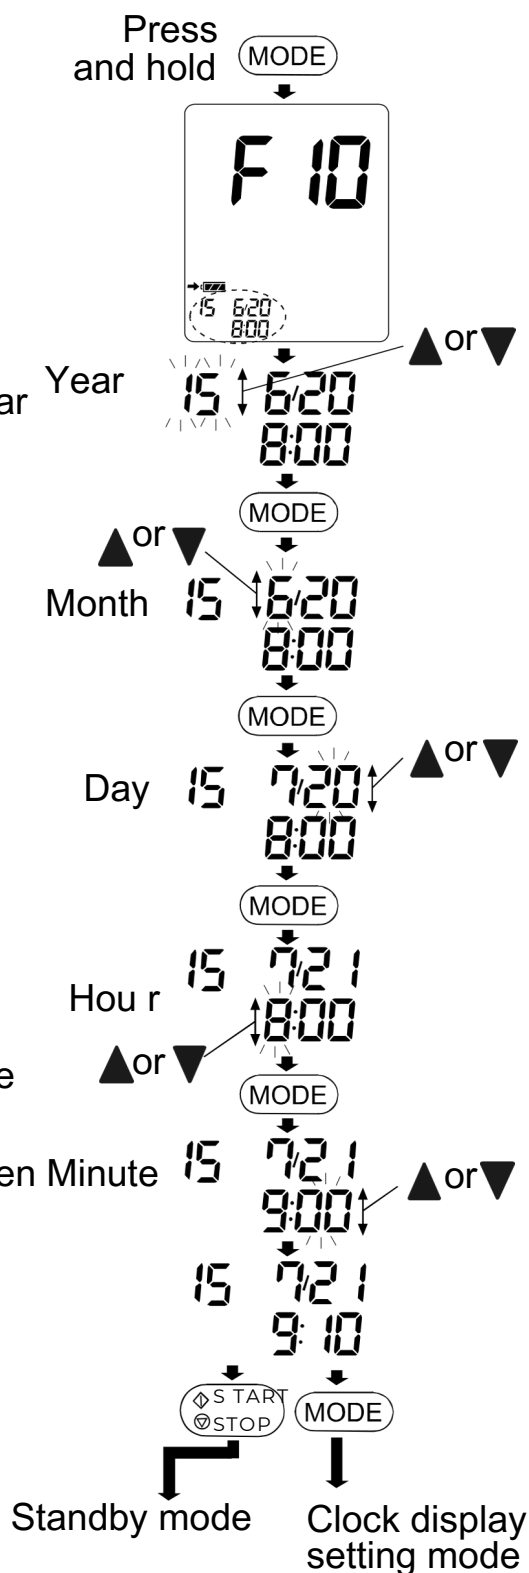 Press
and hold MODE
F 10
15 6/20
8:00
▲or▼
ar Year 15 6/20
8:00
MODE
▲or▼
Month 15 6/20
8:00
MODE
▲or▼
Day 15 7/20
8:00
MODE
15 7/21
Hou r 8:00
e ▲or▼
MODE
en Minute 15 7/21
9:00 ▲or▼
15 7/21
9:10
S TART
STOP MODE
Standby mode
Clock display
setting mode